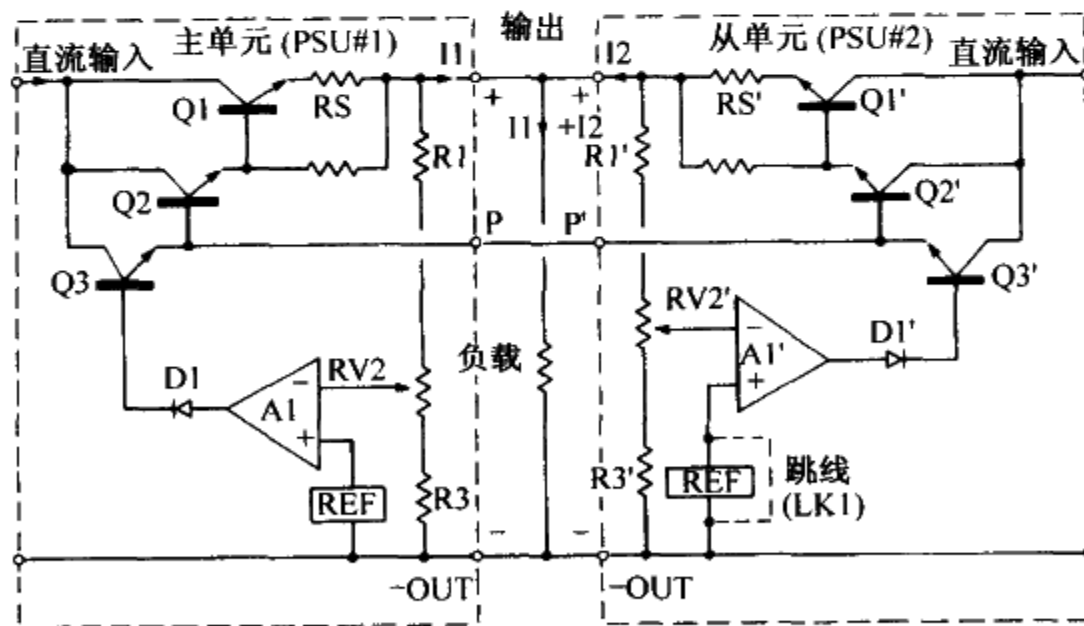 输出
主单元 (PSU#1)
直流输入
I1
Q1
RS
R1
Q2
Q3
P
D1
A1
−
+
RV2
REF
R3
−OUT
+
+
I1
+I2
P'
负载
−
−
从单元 (PSU#2)
直流输入
I2
RS'
Q1'
R1'
Q2'
Q3'
RV2'
−
A1'
+
D1'
R3'
REF
跳线
(LK1)
−OUT